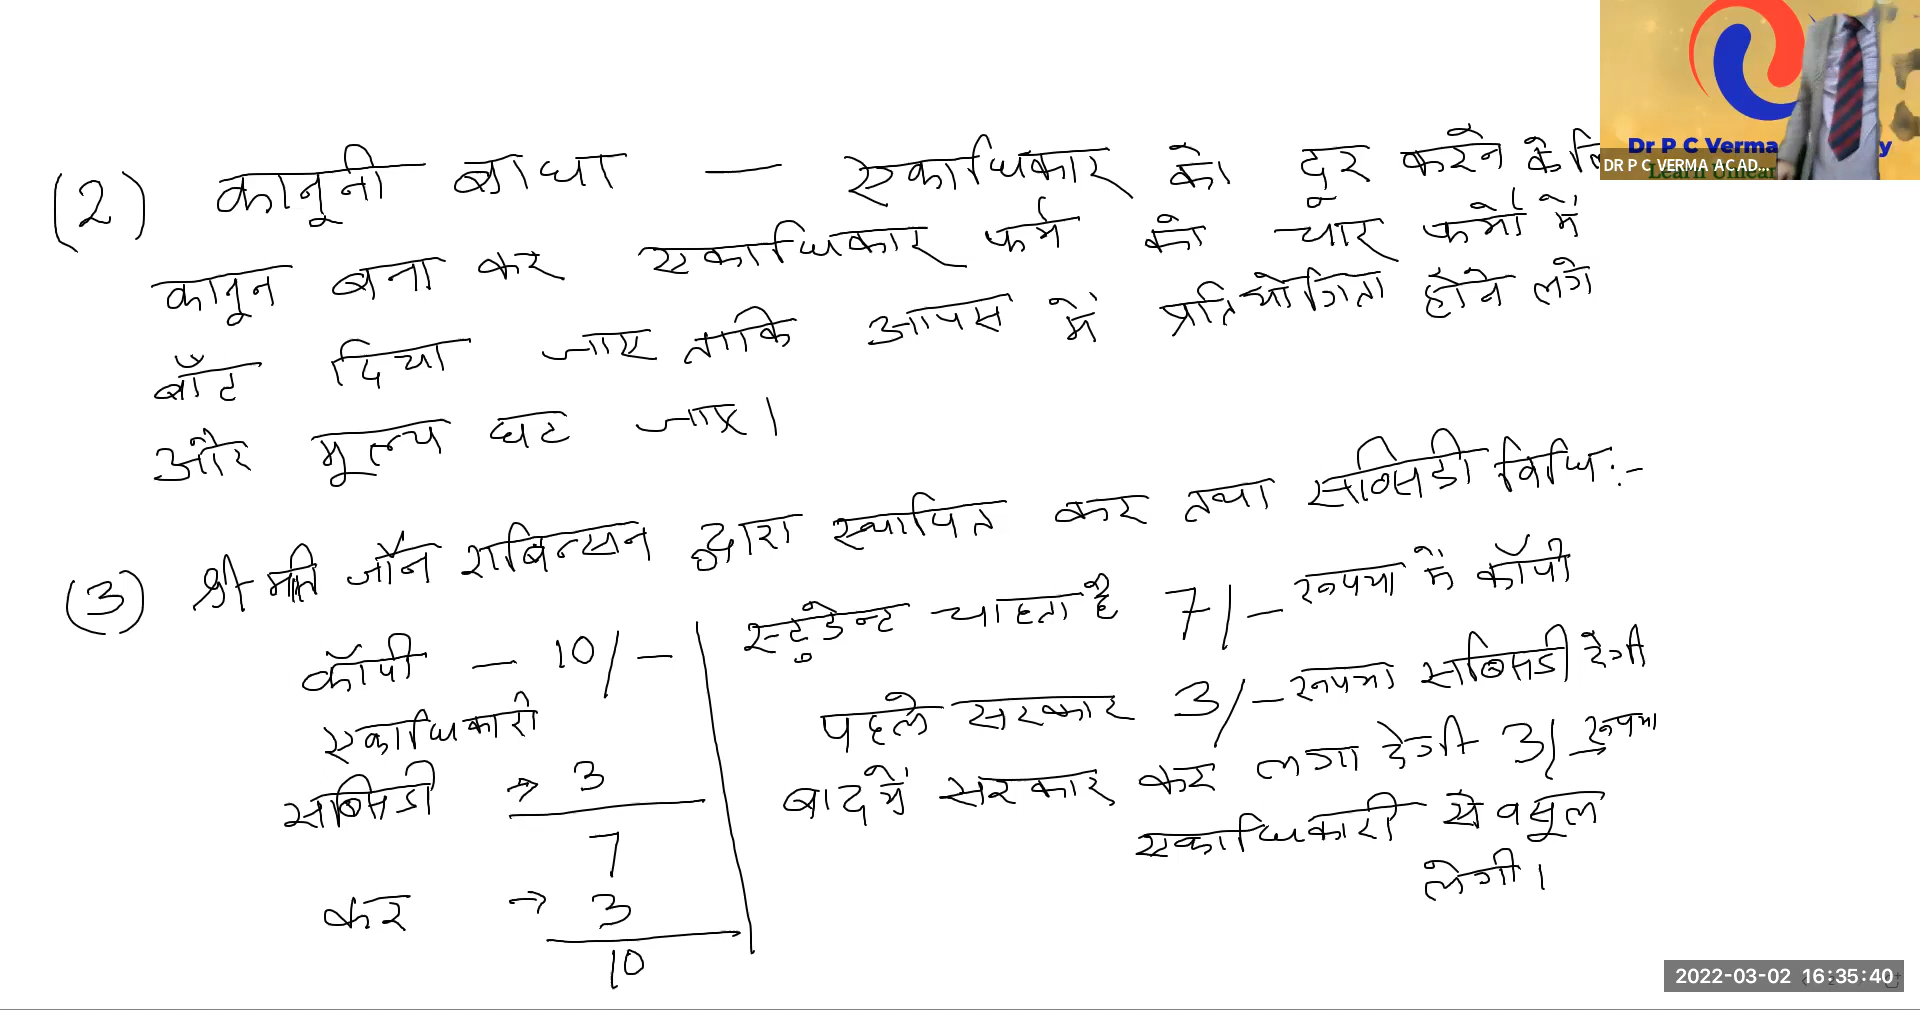 (2) कानूनी बाधा — एकाधिकार को दूर करने के लि
कानून बना कर एकाधिकार फर्म को चार फर्मों में
बाँट दिया जाए ताकि आपस में प्रतियोगिता होने लगे
और मूल्य घट जाए।
(3) श्रीमती जॉन राबिन्सन द्वारा स्थापित कर तथा सब्सिडी विधि:-
कॉपी — 10/-
एकाधिकारी
सब्सिडी → 3
7
कर → 3
10
स्टुडेन्ट चाहता है 7/- रूपया में कॉपी
पहले सरकार 3/- रूपया सब्सिडी देगी
बाद में सरकार कर लगा देगी 3/- रूपया
एकाधिकारी से वसूल
लेगी।
Dr P C Verma
y
DR P C VERMA ACAD...
2022-03-02 16:35:40